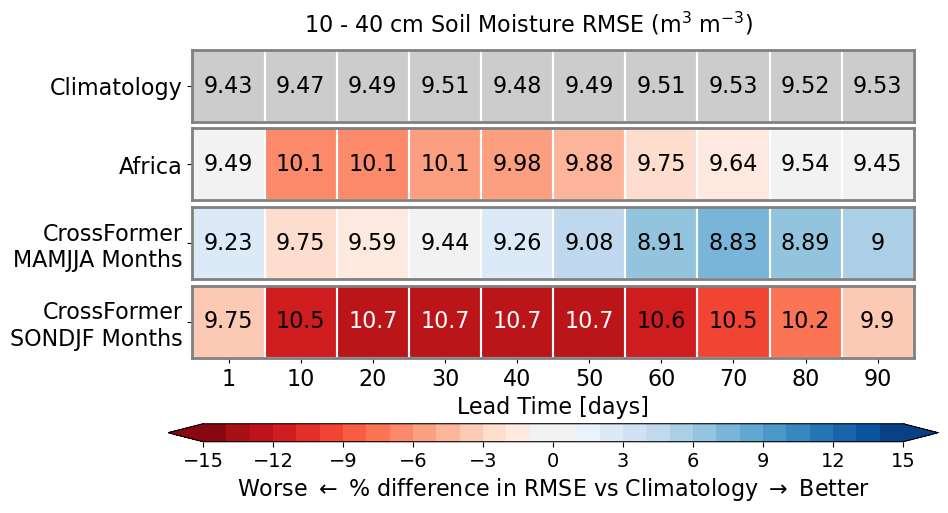 10 - 40 cm Soil Moisture RMSE (m³ m⁻³)
Climatology 9.43 9.47 9.49 9.51 9.48 9.49 9.51 9.53 9.52 9.53
Africa 9.49 10.1 10.1 10.1 9.98 9.88 9.75 9.64 9.54 9.45
CrossFormer
MAMJJA Months 9.23 9.75 9.59 9.44 9.26 9.08 8.91 8.83 8.89 9
CrossFormer
SONDJF Months 9.75 10.5 10.7 10.7 10.7 10.7 10.6 10.5 10.2 9.9
1 10 20 30 40 50 60 70 80 90
Lead Time [days]
−15 −12 −9 −6 −3 0 3 6 9 12 15
Worse ← % difference in RMSE vs Climatology → Better